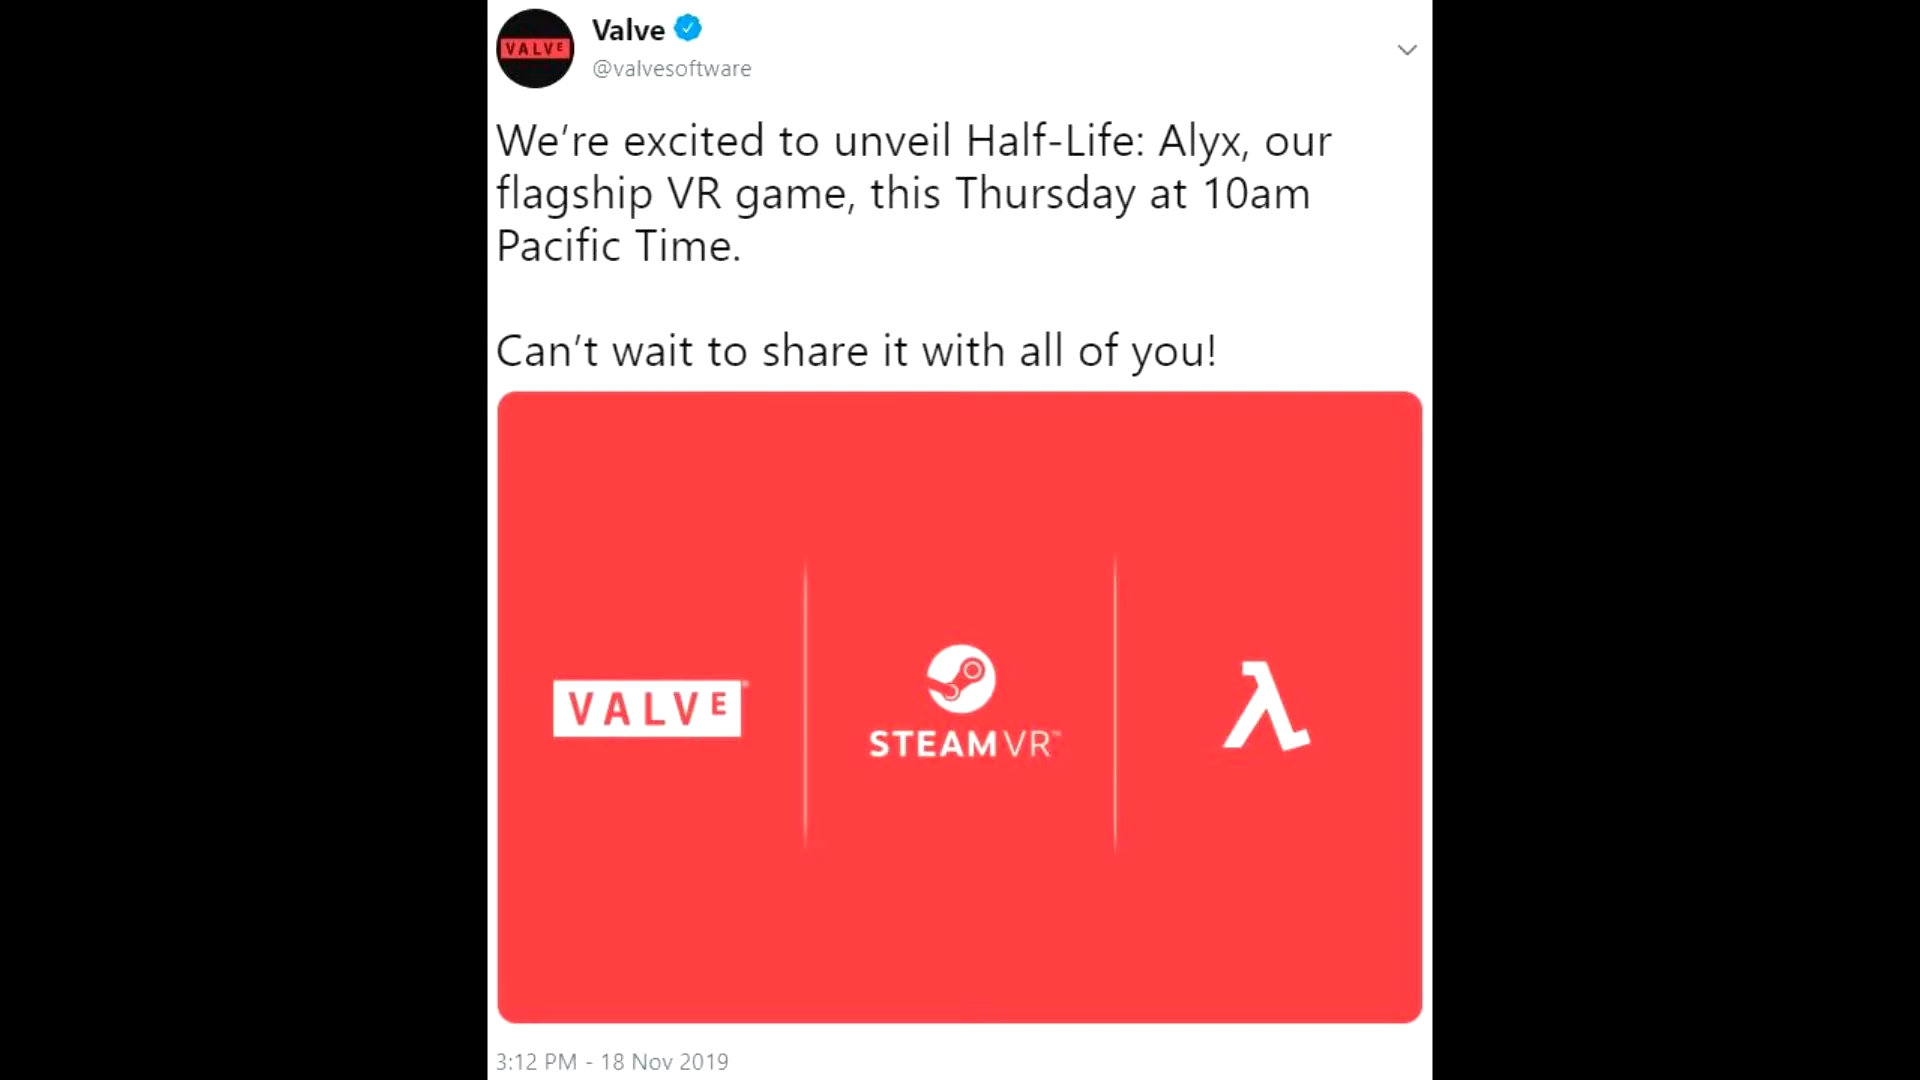 VALVE
Valve
@valvesoftware
We're excited to unveil Half-Life: Alyx, our
flagship VR game, this Thursday at 10am
Pacific Time.
Can't wait to share it with all of you!
VALVE
STEAMVR™
λ
3:12 PM - 18 Nov 2019